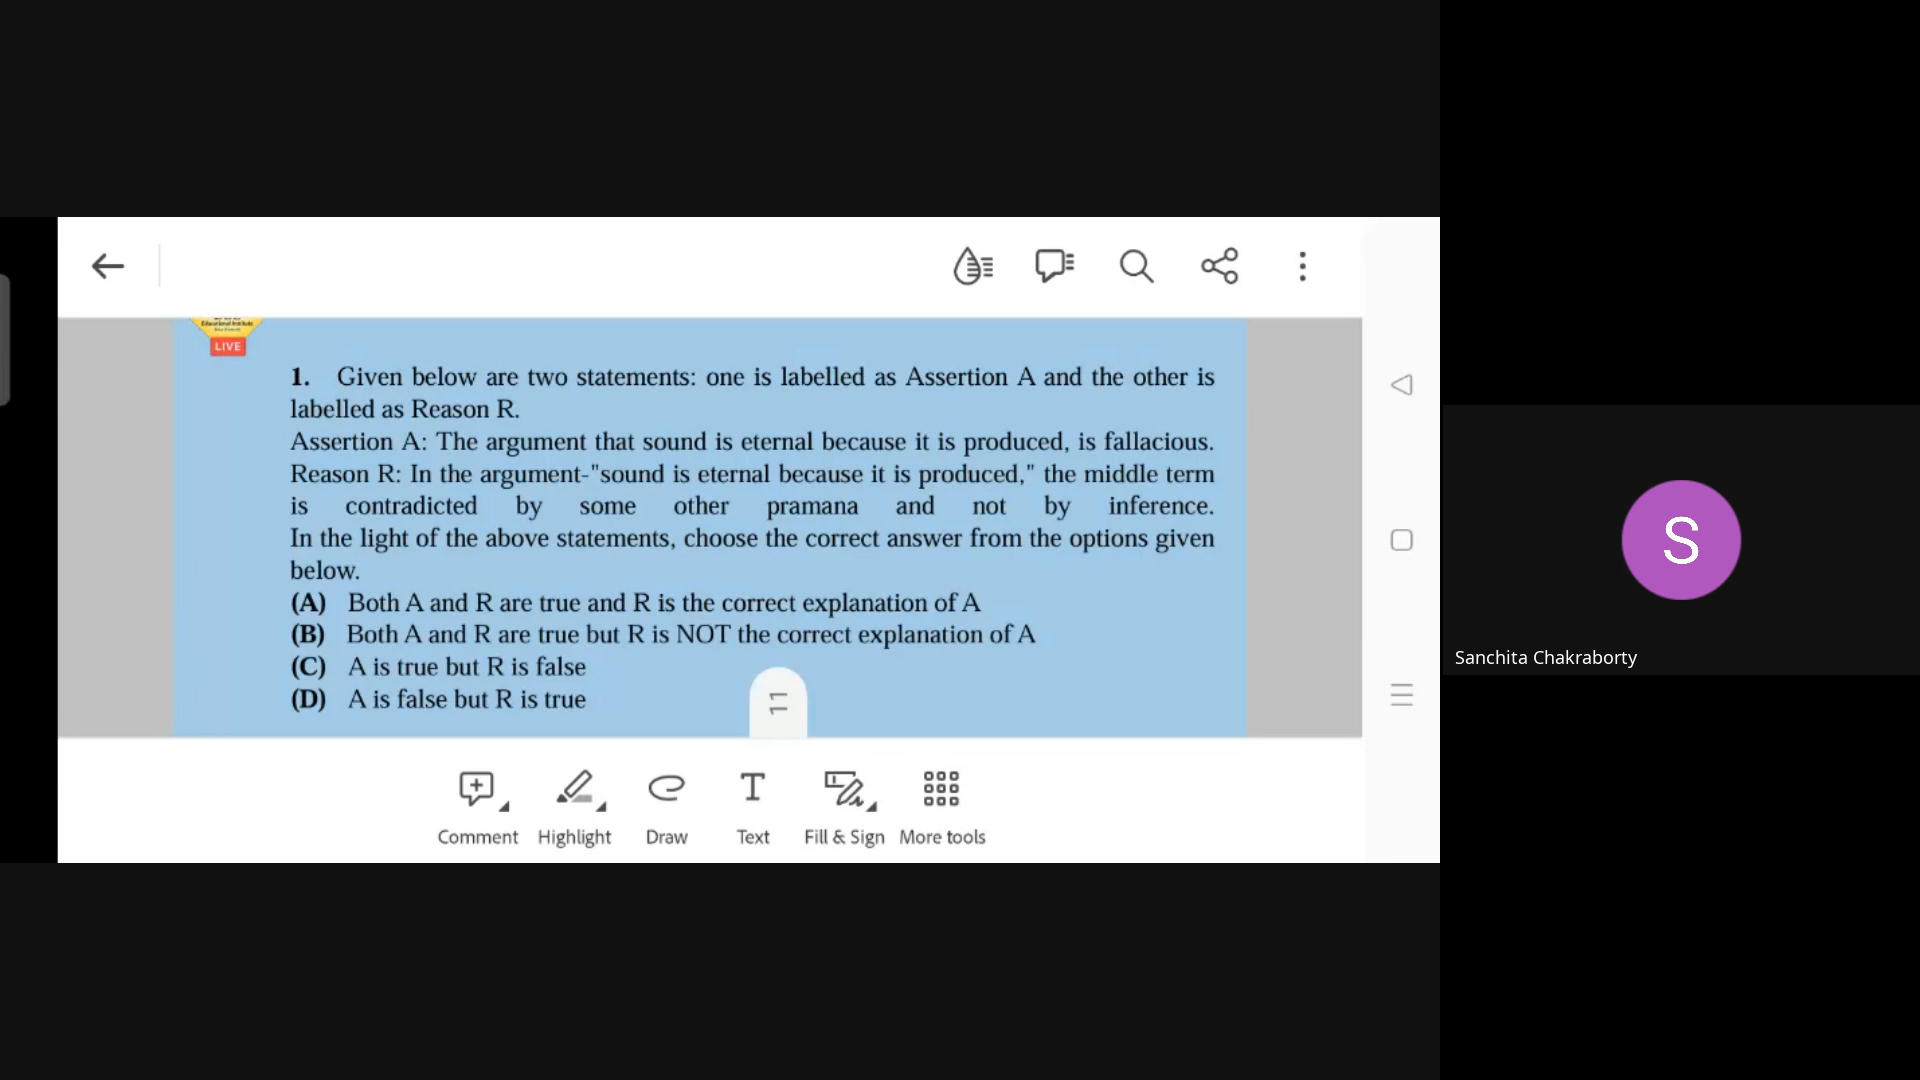 Educational Institute
LIVE
1. Given below are two statements: one is labelled as Assertion A and the other is
labelled as Reason R.
Assertion A: The argument that sound is eternal because it is produced, is fallacious.
Reason R: In the argument-"sound is eternal because it is produced," the middle term
is contradicted by some other pramana and not by inference.
In the light of the above statements, choose the correct answer from the options given
below.
(A) Both A and R are true and R is the correct explanation of A
(B) Both A and R are true but R is NOT the correct explanation of A
(C) A is true but R is false
(D) A is false but R is true
11
Comment Highlight Draw Text Fill & Sign More tools
S
Sanchita Chakraborty